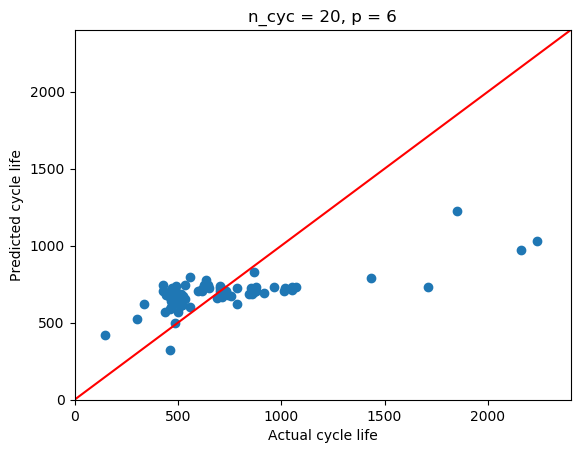 n_cyc = 20, p = 6
Predicted cycle life
2000
1500
1000
500
0
0 500 1000 1500 2000
Actual cycle life